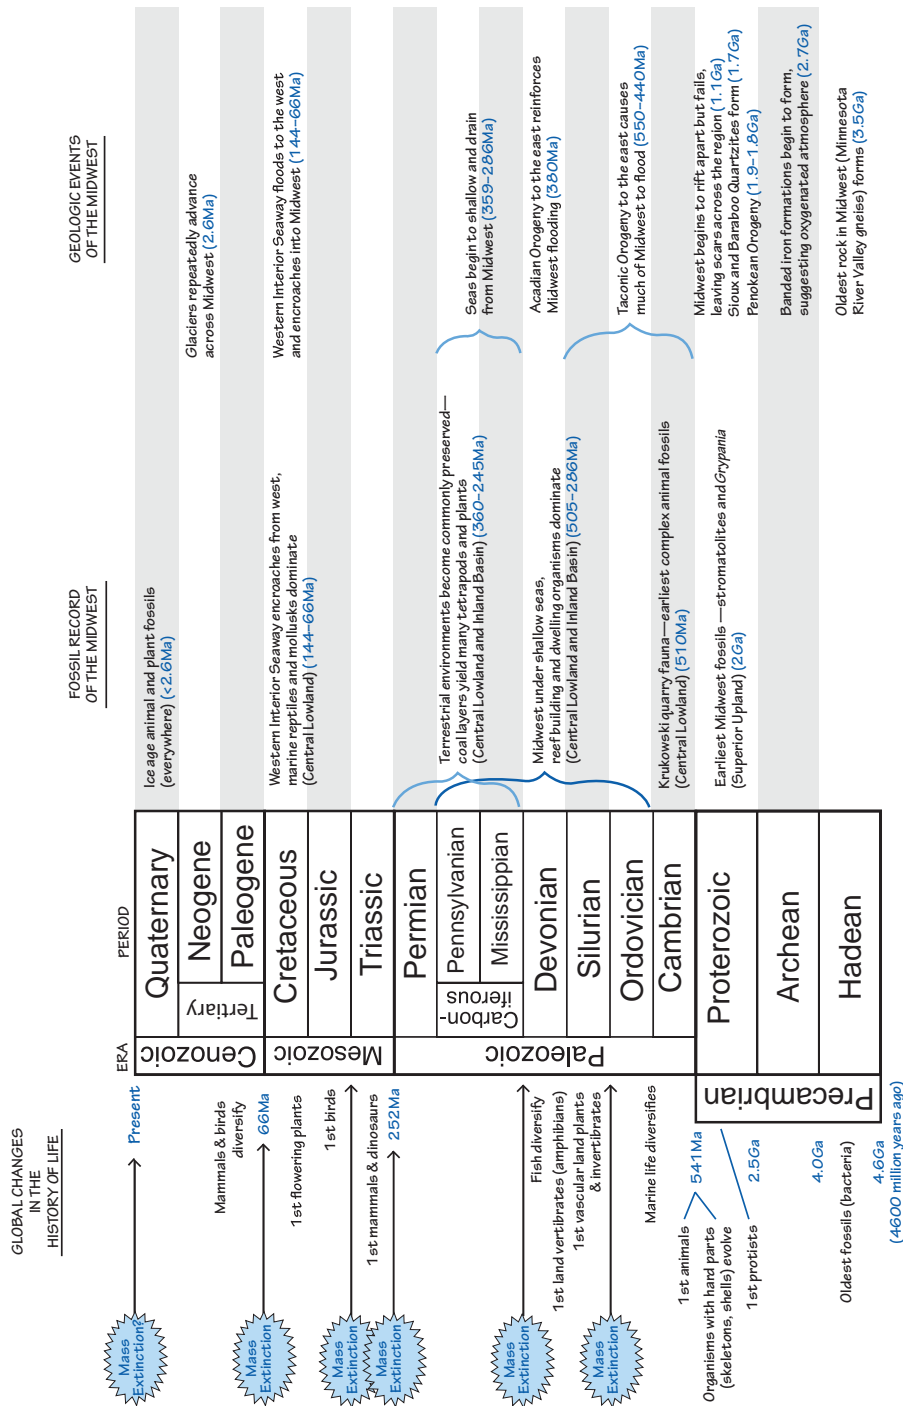 GLOBAL CHANGES
IN THE
HISTORY OF LIFE
ERA
PERIOD
FOSSIL RECORD
OF THE MIDWEST
GEOLOGIC EVENTS
OF THE MIDWEST
Mass
Extinction?
Present
Mammals & birds
diversify
Mass
Extinction
66Ma
1st flowering plants
1st birds
Mass
Extinction
1st mammals & dinosaurs
Mass
Extinction
252Ma
Mass
Extinction
Fish diversify
1st land vertibrates (amphibians)
1st vascular land plants
& invertibrates
Mass
Extinction
Marine life diversifies
1st animals
541Ma
Organisms with hand parts
(skeletons, shells) evolve
1st protists
2.5Ga
4.0Ga
Oldest fossils (bacteria)
4.6Ga
(4600 million years ago)
Cenozoic
Mesozoic
Paleozoic
Precambrian
Tertiary
Carbon-
iferous
Quaternary
Neogene
Paleogene
Cretaceous
Jurassic
Triassic
Permian
Pennsylvanian
Mississippian
Devonian
Silurian
Ordovician
Cambrian
Proterozoic
Archean
Hadean
Ice age animal and plant fossils
(everywhere) (<2.6Ma)
Western Interior Seaway encroaches from west,
marine reptiles and mollusks dominate
(Central Lowland) (144–66Ma)
Terrestrial environments become commonly preserved—
coal layers yield many tetrapods and plants
(Central Lowland and Inland Basin) (360–245Ma)
Midwest under shallow seas,
reef building and dwelling organisms dominate
(Central Lowland and Inland Basin) (505–286Ma)
Krukowski quarry fauna—earliest complex animal fossils
(Central Lowland) (510Ma)
Earliest Midwest fossils —stromatolites and Grypania
(Superior Upland) (2Ga)
Glaciers repeatedly advance
across Midwest (2.6Ma)
Western Interior Seaway floods to the west
and encroaches into Midwest (144–66Ma)
Seas begin to shallow and drain
from Midwest (359–286Ma)
Acadian Orogeny to the east reinforces
Midwest flooding (380Ma)
Taconic Orogeny to the east causes
much of Midwest to flood (550–440Ma)
Midwest begins to rift apart but fails,
leaving scars across the region (1.1Ga)
Sioux and Baraboo Quartzites form (1.7Ga)
Penokean Orogeny (1.9–1.8Ga)
Banded iron formations begin to form,
suggesting oxygenated atmosphere (2.7Ga)
Oldest rock in Midwest (Minnesota
River Valley gneiss) forms (3.5Ga)